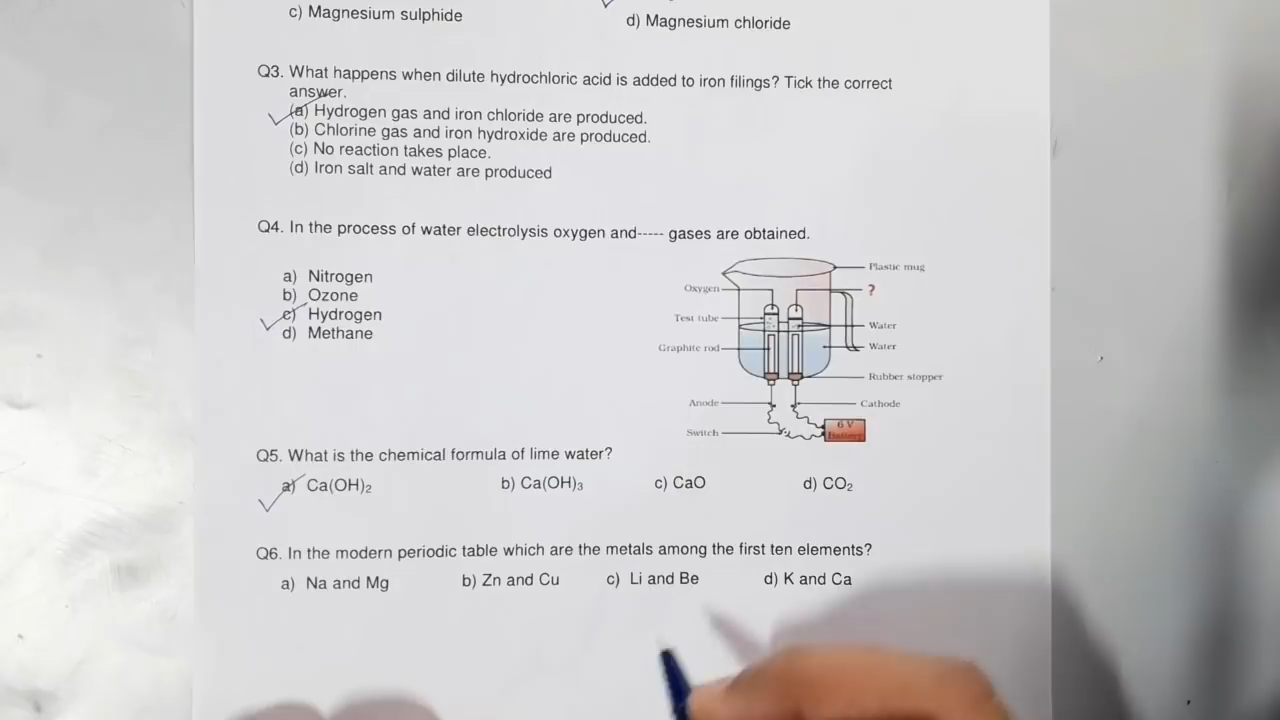 c) Magnesium sulphide
d) Magnesium chloride
Q3. What happens when dilute hydrochloric acid is added to iron filings? Tick the correct
answer.
(a) Hydrogen gas and iron chloride are produced.
(b) Chlorine gas and iron hydroxide are produced.
(c) No reaction takes place.
(d) Iron salt and water are produced
Q4. In the process of water electrolysis oxygen and----- gases are obtained.
a) Nitrogen
b) Ozone
c) Hydrogen
d) Methane
Plastic mug
Oxygen
?
Test tube
Water
Graphite rod
Water
Rubber stopper
Anode
Cathode
Switch
6 V
Battery
Q5. What is the chemical formula of lime water?
a) Ca(OH)₂ b) Ca(OH)₃ c) CaO d) CO₂
Q6. In the modern periodic table which are the metals among the first ten elements?
a) Na and Mg b) Zn and Cu c) Li and Be d) K and Ca